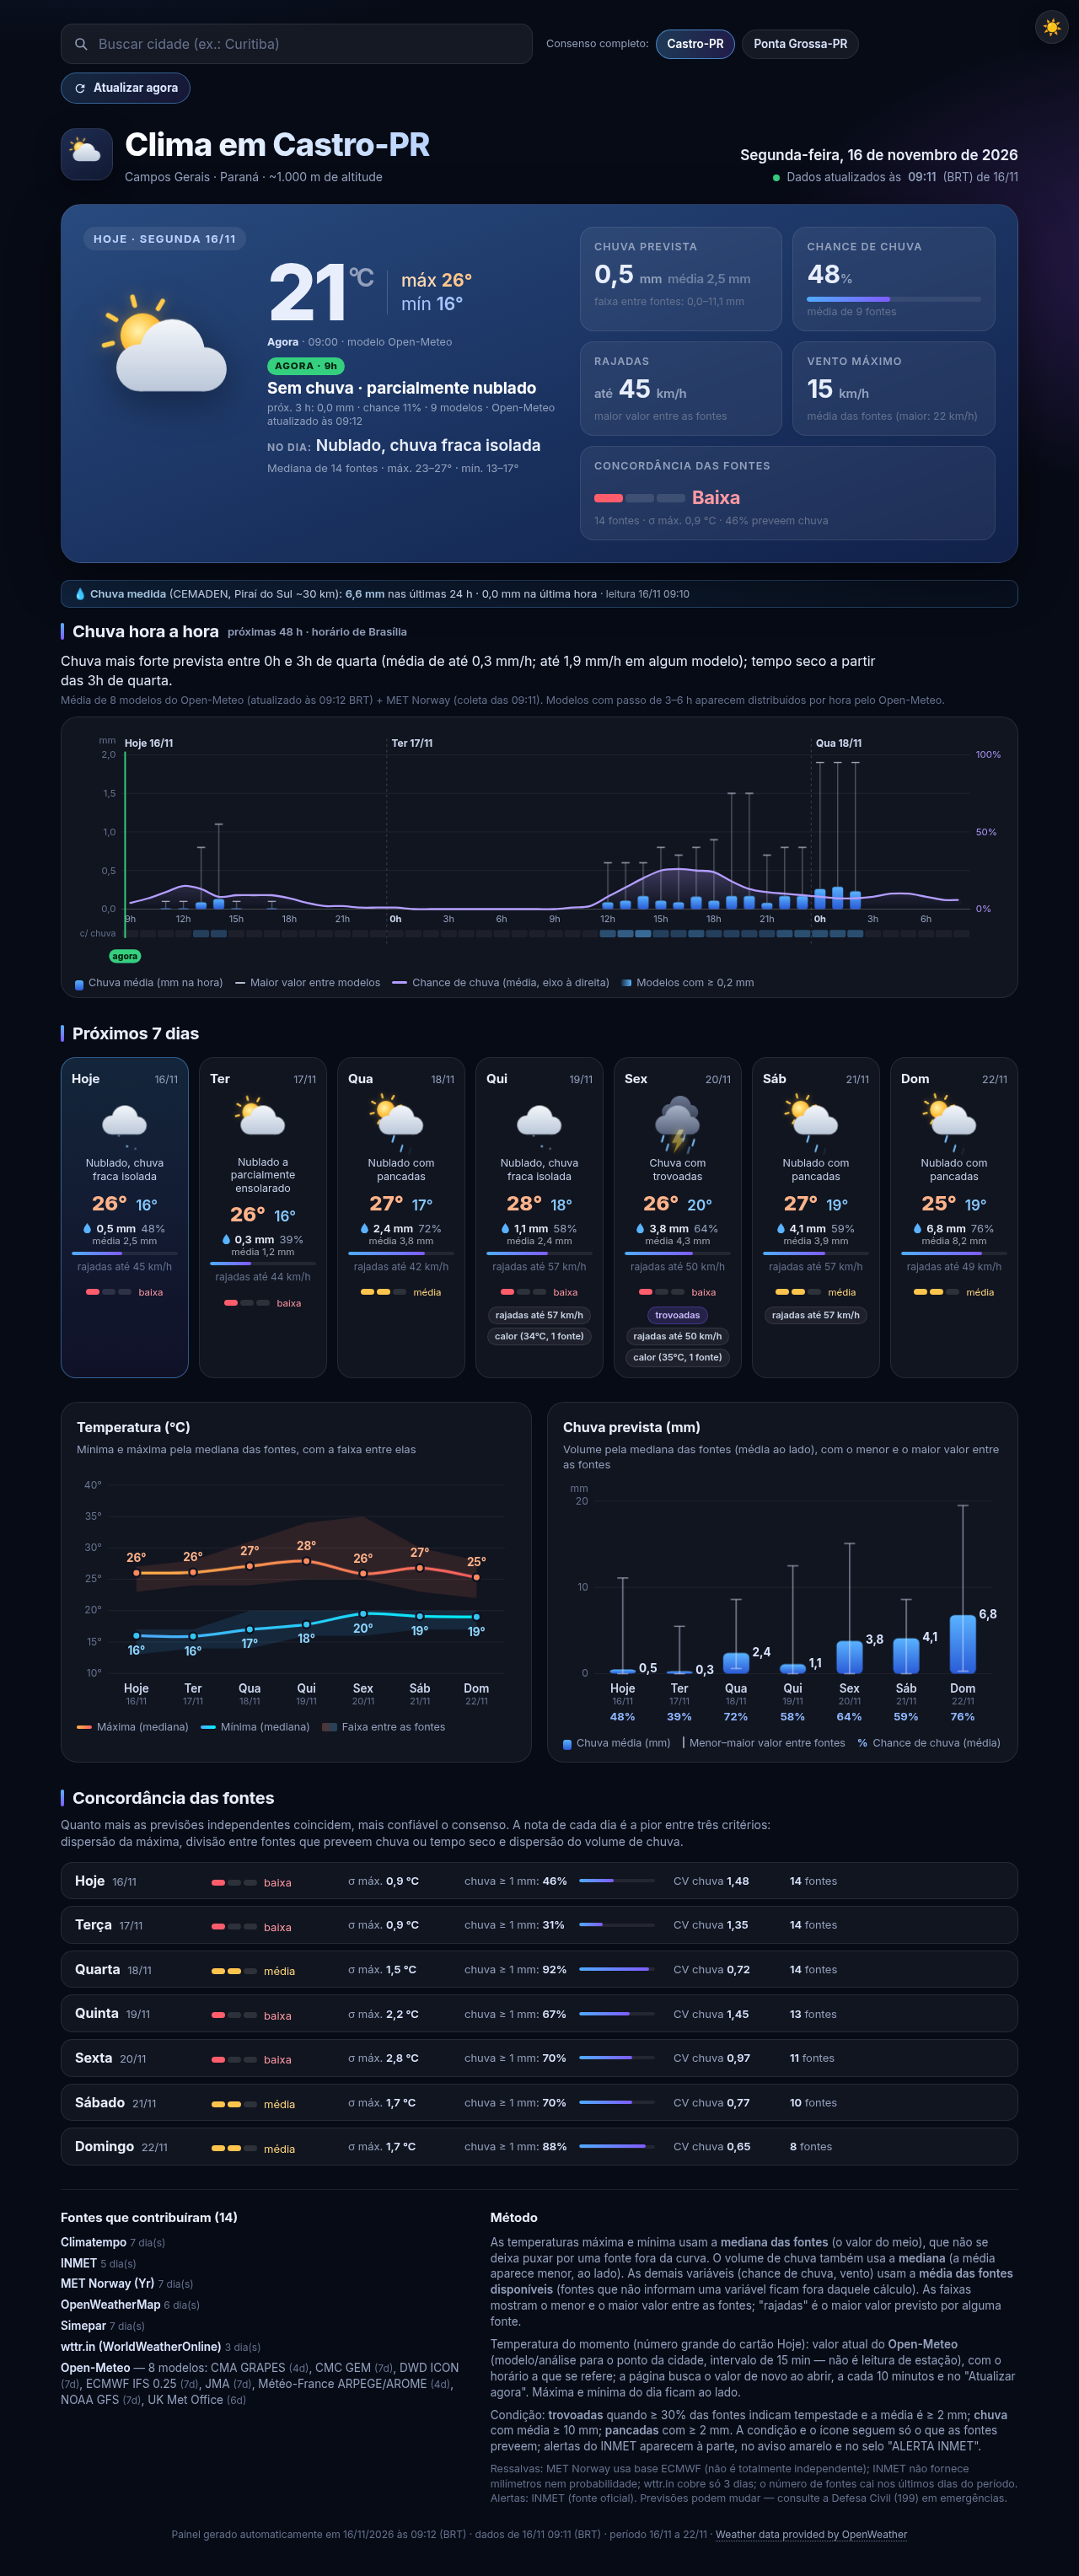 Buscar cidade (ex.: Curitiba)
Consenso completo: Castro-PR Ponta Grossa-PR
Atualizar agora
Clima em Castro-PR
Campos Gerais · Paraná · ~1.000 m de altitude
Segunda-feira, 16 de novembro de 2026
Dados atualizados às 09:11 (BRT) de 16/11
HOJE · SEGUNDA 16/11
21°C
máx 26°
mín 16°
Agora · 09:00 · modelo Open-Meteo
AGORA · 9h
Sem chuva · parcialmente nublado
próx. 3 h: 0,0 mm · chance 11% · 9 modelos · Open-Meteo
atualizado às 09:12
NO DIA: Nublado, chuva fraca isolada
Mediana de 14 fontes · máx. 23–27° · mín. 13–17°
CHUVA PREVISTA
0,5 mm média 2,5 mm
faixa entre fontes: 0,0–11,1 mm
CHANCE DE CHUVA
48%
média de 9 fontes
RAJADAS
até 45 km/h
maior valor entre as fontes
VENTO MÁXIMO
15 km/h
média das fontes (maior: 22 km/h)
CONCORDÂNCIA DAS FONTES
Baixa
14 fontes · σ máx. 0,9 °C · 46% preveem chuva
Chuva medida (CEMADEN, Piraí do Sul ~30 km): 6,6 mm nas últimas 24 h · 0,0 mm na última hora · leitura 16/11 09:10
Chuva hora a hora próximas 48 h · horário de Brasília
Chuva mais forte prevista entre 0h e 3h de quarta (média de até 0,3 mm/h; até 1,9 mm/h em algum modelo); tempo seco a partir
das 3h de quarta.
Média de 8 modelos do Open-Meteo (atualizado às 09:12 BRT) + MET Norway (coleta das 09:11). Modelos com passo de 3–6 h aparecem distribuídos por hora pelo Open-Meteo.
mm Hoje 16/11 Ter 17/11 Qua 18/11
2,0 100%
1,5
1,0 50%
0,5
0,0 0%
9h 12h 15h 18h 21h 0h 3h 6h 9h 12h 15h 18h 21h 0h 3h 6h
c/ chuva
agora
Chuva média (mm na hora) Maior valor entre modelos Chance de chuva (média, eixo à direita) Modelos com ≥ 0,2 mm
Próximos 7 dias
Hoje 16/11
Nublado, chuva
fraca isolada
26° 16°
0,5 mm 48%
média 2,5 mm
rajadas até 45 km/h
baixa
Ter 17/11
Nublado a
parcialmente
ensolarado
26° 16°
0,3 mm 39%
média 1,2 mm
rajadas até 44 km/h
baixa
Qua 18/11
Nublado com
pancadas
27° 17°
2,4 mm 72%
média 3,8 mm
rajadas até 42 km/h
média
Qui 19/11
Nublado, chuva
fraca isolada
28° 18°
1,1 mm 58%
média 2,4 mm
rajadas até 57 km/h
baixa
rajadas até 57 km/h
calor (34°C, 1 fonte)
Sex 20/11
Chuva com
trovoadas
26° 20°
3,8 mm 64%
média 4,3 mm
rajadas até 50 km/h
baixa
trovoadas
rajadas até 50 km/h
calor (35°C, 1 fonte)
Sáb 21/11
Nublado com
pancadas
27° 19°
4,1 mm 59%
média 3,9 mm
rajadas até 57 km/h
média
rajadas até 57 km/h
Dom 22/11
Nublado com
pancadas
25° 19°
6,8 mm 76%
média 8,2 mm
rajadas até 49 km/h
média
Temperatura (°C)
Mínima e máxima pela mediana das fontes, com a faixa entre elas
40°
35°
30°
25°
20°
15°
10°
26° 26° 27° 28° 26° 27° 25°
16° 16° 17° 18° 20° 19° 19°
Hoje Ter Qua Qui Sex Sáb Dom
16/11 17/11 18/11 19/11 20/11 21/11 22/11
Máxima (mediana) Mínima (mediana) Faixa entre as fontes
Chuva prevista (mm)
Volume pela mediana das fontes (média ao lado), com o menor e o maior valor entre
as fontes
mm
20
10
0
0,5 0,3 2,4 1,1 3,8 4,1 6,8
Hoje Ter Qua Qui Sex Sáb Dom
16/11 17/11 18/11 19/11 20/11 21/11 22/11
48% 39% 72% 58% 64% 59% 76%
Chuva média (mm) Menor–maior valor entre fontes % Chance de chuva (média)
Concordância das fontes
Quanto mais as previsões independentes coincidem, mais confiável o consenso. A nota de cada dia é a pior entre três critérios:
dispersão da máxima, divisão entre fontes que preveem chuva ou tempo seco e dispersão do volume de chuva.
Hoje 16/11 baixa σ máx. 0,9 °C chuva ≥ 1 mm: 46% CV chuva 1,48 14 fontes
Terça 17/11 baixa σ máx. 0,9 °C chuva ≥ 1 mm: 31% CV chuva 1,35 14 fontes
Quarta 18/11 média σ máx. 1,5 °C chuva ≥ 1 mm: 92% CV chuva 0,72 14 fontes
Quinta 19/11 baixa σ máx. 2,2 °C chuva ≥ 1 mm: 67% CV chuva 1,45 13 fontes
Sexta 20/11 baixa σ máx. 2,8 °C chuva ≥ 1 mm: 70% CV chuva 0,97 11 fontes
Sábado 21/11 média σ máx. 1,7 °C chuva ≥ 1 mm: 70% CV chuva 0,77 10 fontes
Domingo 22/11 média σ máx. 1,7 °C chuva ≥ 1 mm: 88% CV chuva 0,65 8 fontes
Fontes que contribuíram (14)
Climatempo 7 dia(s)
INMET 5 dia(s)
MET Norway (Yr) 7 dia(s)
OpenWeatherMap 6 dia(s)
Simepar 7 dia(s)
wttr.in (WorldWeatherOnline) 3 dia(s)
Open-Meteo — 8 modelos: CMA GRAPES (4d), CMC GEM (7d), DWD ICON
(7d), ECMWF IFS 0.25 (7d), JMA (7d), Météo-France ARPEGE/AROME (4d),
NOAA GFS (7d), UK Met Office (6d)
Método
As temperaturas máxima e mínima usam a mediana das fontes (o valor do meio), que não se
deixa puxar por uma fonte fora da curva. O volume de chuva também usa a mediana (a média
aparece menor, ao lado). As demais variáveis (chance de chuva, vento) usam a média das fontes
disponíveis (fontes que não informam uma variável ficam fora daquele cálculo). As faixas
mostram o menor e o maior valor entre as fontes; "rajadas" é o maior valor previsto por alguma
fonte.
Temperatura do momento (número grande do cartão Hoje): valor atual do Open-Meteo
(modelo/análise para o ponto da cidade, intervalo de 15 min — não é leitura de estação), com o
horário a que se refere; a página busca o valor de novo ao abrir, a cada 10 minutos e no "Atualizar
agora". Máxima e mínima do dia ficam ao lado.
Condição: trovoadas quando ≥ 30% das fontes indicam tempestade e a média é ≥ 2 mm; chuva
com média ≥ 10 mm; pancadas com ≥ 2 mm. A condição e o ícone seguem só o que as fontes
preveem; alertas do INMET aparecem à parte, no aviso amarelo e no selo "ALERTA INMET".
Ressalvas: MET Norway usa base ECMWF (não é totalmente independente); INMET não fornece
milímetros nem probabilidade; wttr.in cobre só 3 dias; o número de fontes cai nos últimos dias do período.
Alertas: INMET (fonte oficial). Previsões podem mudar — consulte a Defesa Civil (199) em emergências.
Painel gerado automaticamente em 16/11/2026 às 09:12 (BRT) · dados de 16/11 09:11 (BRT) · período 16/11 a 22/11 · Weather data provided by OpenWeather